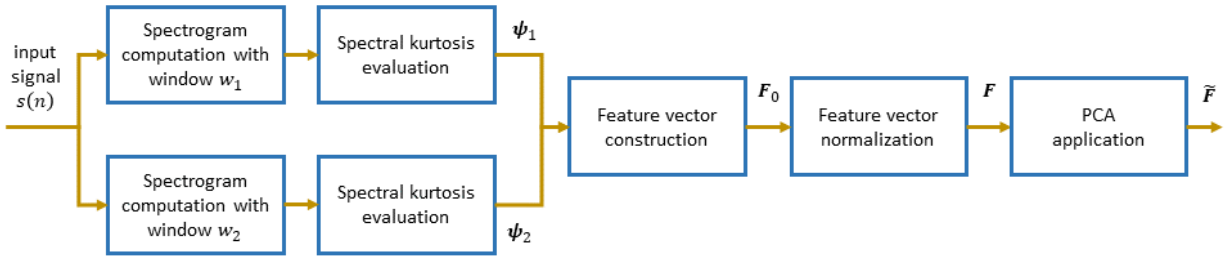 input
signal
s(n)
Spectrogram
computation with
window w₁
Spectral kurtosis
evaluation
ψ₁
Spectrogram
computation with
window w₂
Spectral kurtosis
evaluation
ψ₂
Feature vector
construction
F₀
Feature vector
normalization
F
PCA
application
F̃